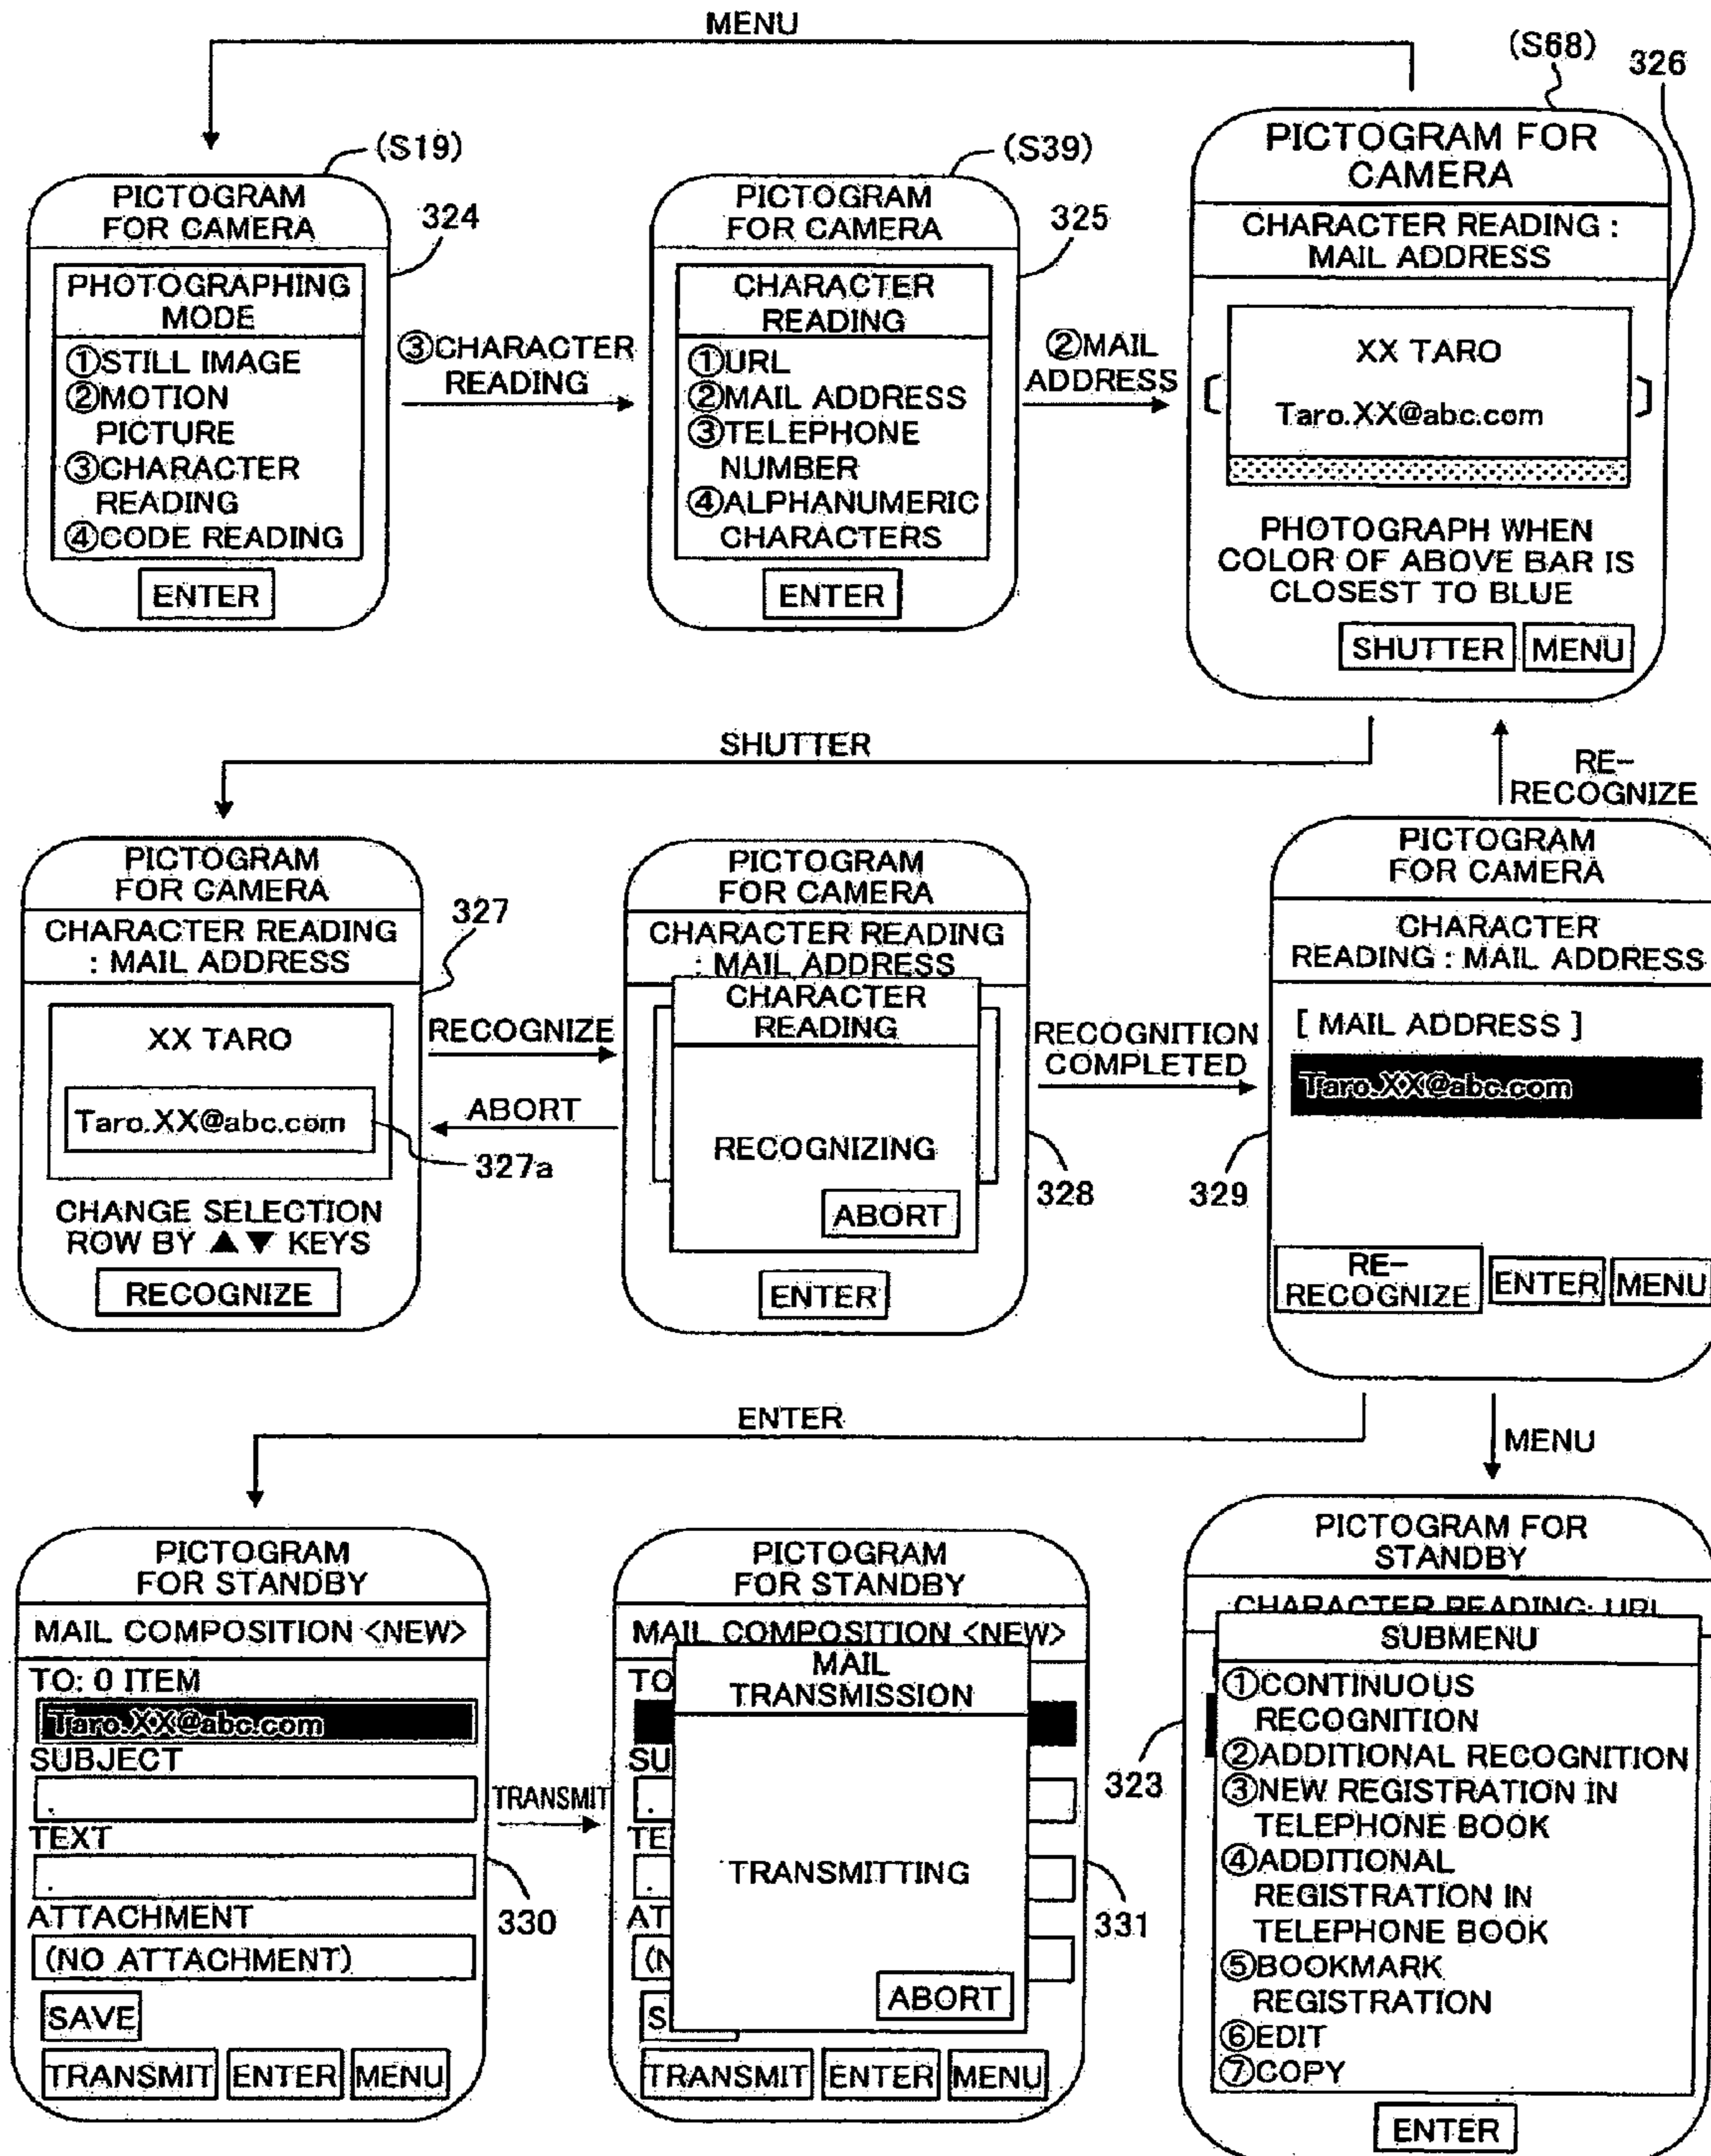 MENU
(S19)
PICTOGRAM
FOR CAMERA
324
PHOTOGRAPHING
MODE
①STILL IMAGE
②MOTION
PICTURE
③CHARACTER
READING
④CODE READING
ENTER
③CHARACTER
READING
(S39)
PICTOGRAM
FOR CAMERA
325
CHARACTER
READING
①URL
②MAIL ADDRESS
③TELEPHONE
NUMBER
④ALPHANUMERIC
CHARACTERS
ENTER
②MAIL
ADDRESS
(S68)
326
PICTOGRAM FOR
CAMERA
CHARACTER READING :
MAIL ADDRESS
XX TARO
Taro.XX@abc.com
PHOTOGRAPH WHEN
COLOR OF ABOVE BAR IS
CLOSEST TO BLUE
SHUTTER MENU
SHUTTER
RE-
RECOGNIZE
PICTOGRAM
FOR CAMERA
CHARACTER READING
: MAIL ADDRESS
327
XX TARO
Taro.XX@abc.com
327a
CHANGE SELECTION
ROW BY ▲▼ KEYS
RECOGNIZE
RECOGNIZE
ABORT
PICTOGRAM
FOR CAMERA
CHARACTER READING
: MAIL ADDRESS
CHARACTER
READING
RECOGNIZING
ABORT
ENTER
328
RECOGNITION
COMPLETED
PICTOGRAM
FOR CAMERA
CHARACTER
READING : MAIL ADDRESS
[ MAIL ADDRESS ]
Taro.XX@abc.com
329
RE-
RECOGNIZE ENTER MENU
ENTER
MENU
PICTOGRAM
FOR STANDBY
MAIL COMPOSITION <NEW>
TO: 0 ITEM
Taro.XX@abc.com
SUBJECT
.
TEXT
.
ATTACHMENT
(NO ATTACHMENT)
SAVE
TRANSMIT ENTER MENU
330
TRANSMIT
PICTOGRAM
FOR STANDBY
MAIL COMPOSITION <NEW>
TO
MAIL
TRANSMISSION
SU
.
TE
.
TRANSMITTING
AT
(N
S
ABORT
TRANSMIT ENTER MENU
331
PICTOGRAM FOR
STANDBY
CHARACTER READING: URL
SUBMENU
323
①CONTINUOUS
RECOGNITION
②ADDITIONAL RECOGNITION
③NEW REGISTRATION IN
TELEPHONE BOOK
④ADDITIONAL
REGISTRATION IN
TELEPHONE BOOK
⑤BOOKMARK
REGISTRATION
⑥EDIT
⑦COPY
ENTER